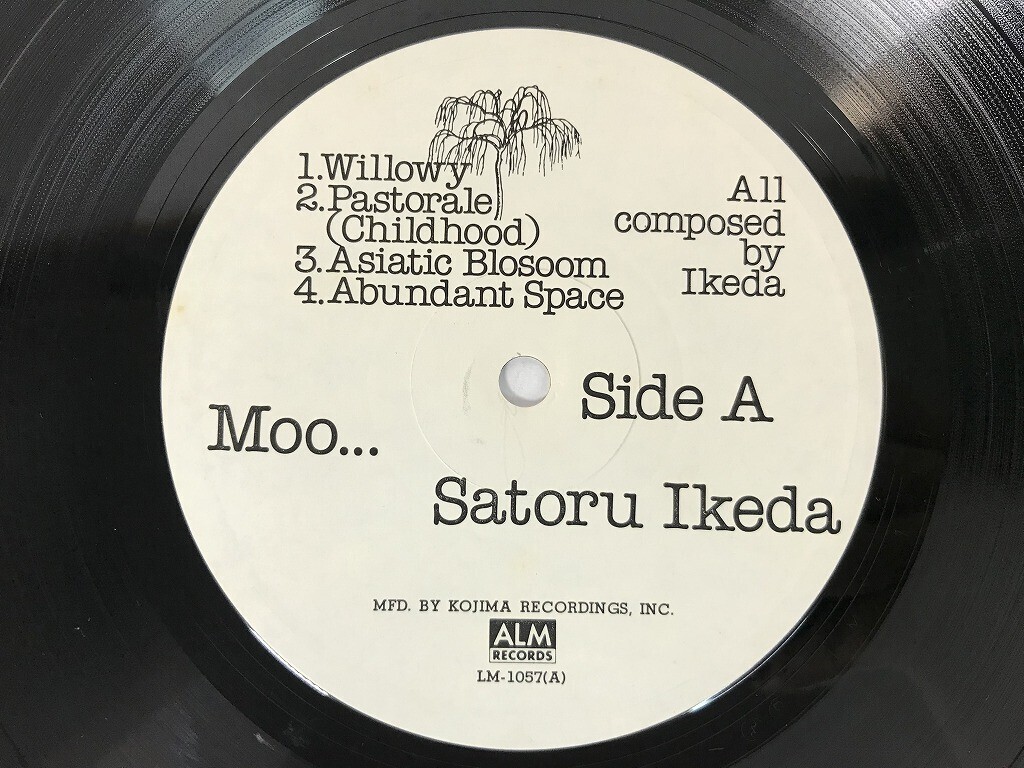 1.Willowy
2.Pastorale
(Childhood)
3.Asiatic Blosoom
4.Abundant Space
All
composed
by
Ikeda
Side A
Moo...
Satoru Ikeda
MFD. BY KOJIMA RECORDINGS, INC.
ALM
RECORDS
LM-1057(A)